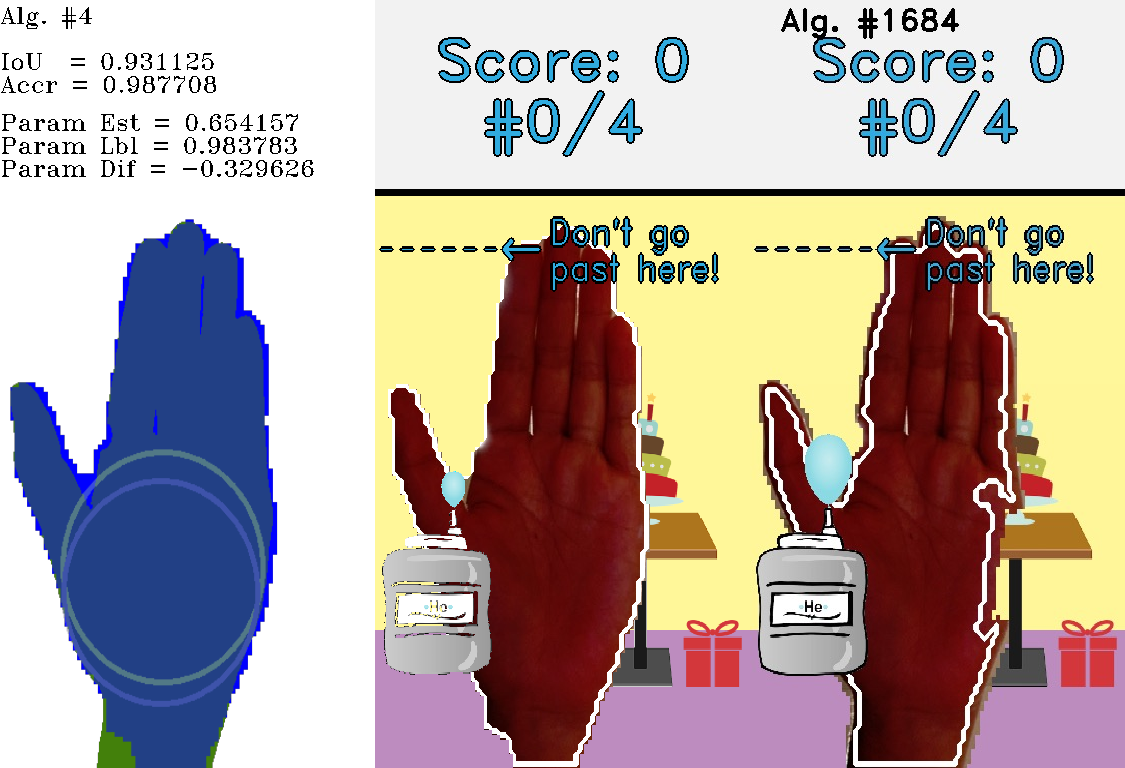 Alg. #4
IoU = 0.931125
Accr = 0.987708
Param Est = 0.654157
Param Lbl = 0.983783
Param Dif = −0.329626
Score: 0
#0/4
Don't go
past here!
He
Alg. #1684
Score: 0
#0/4
Don't go
past here!
He